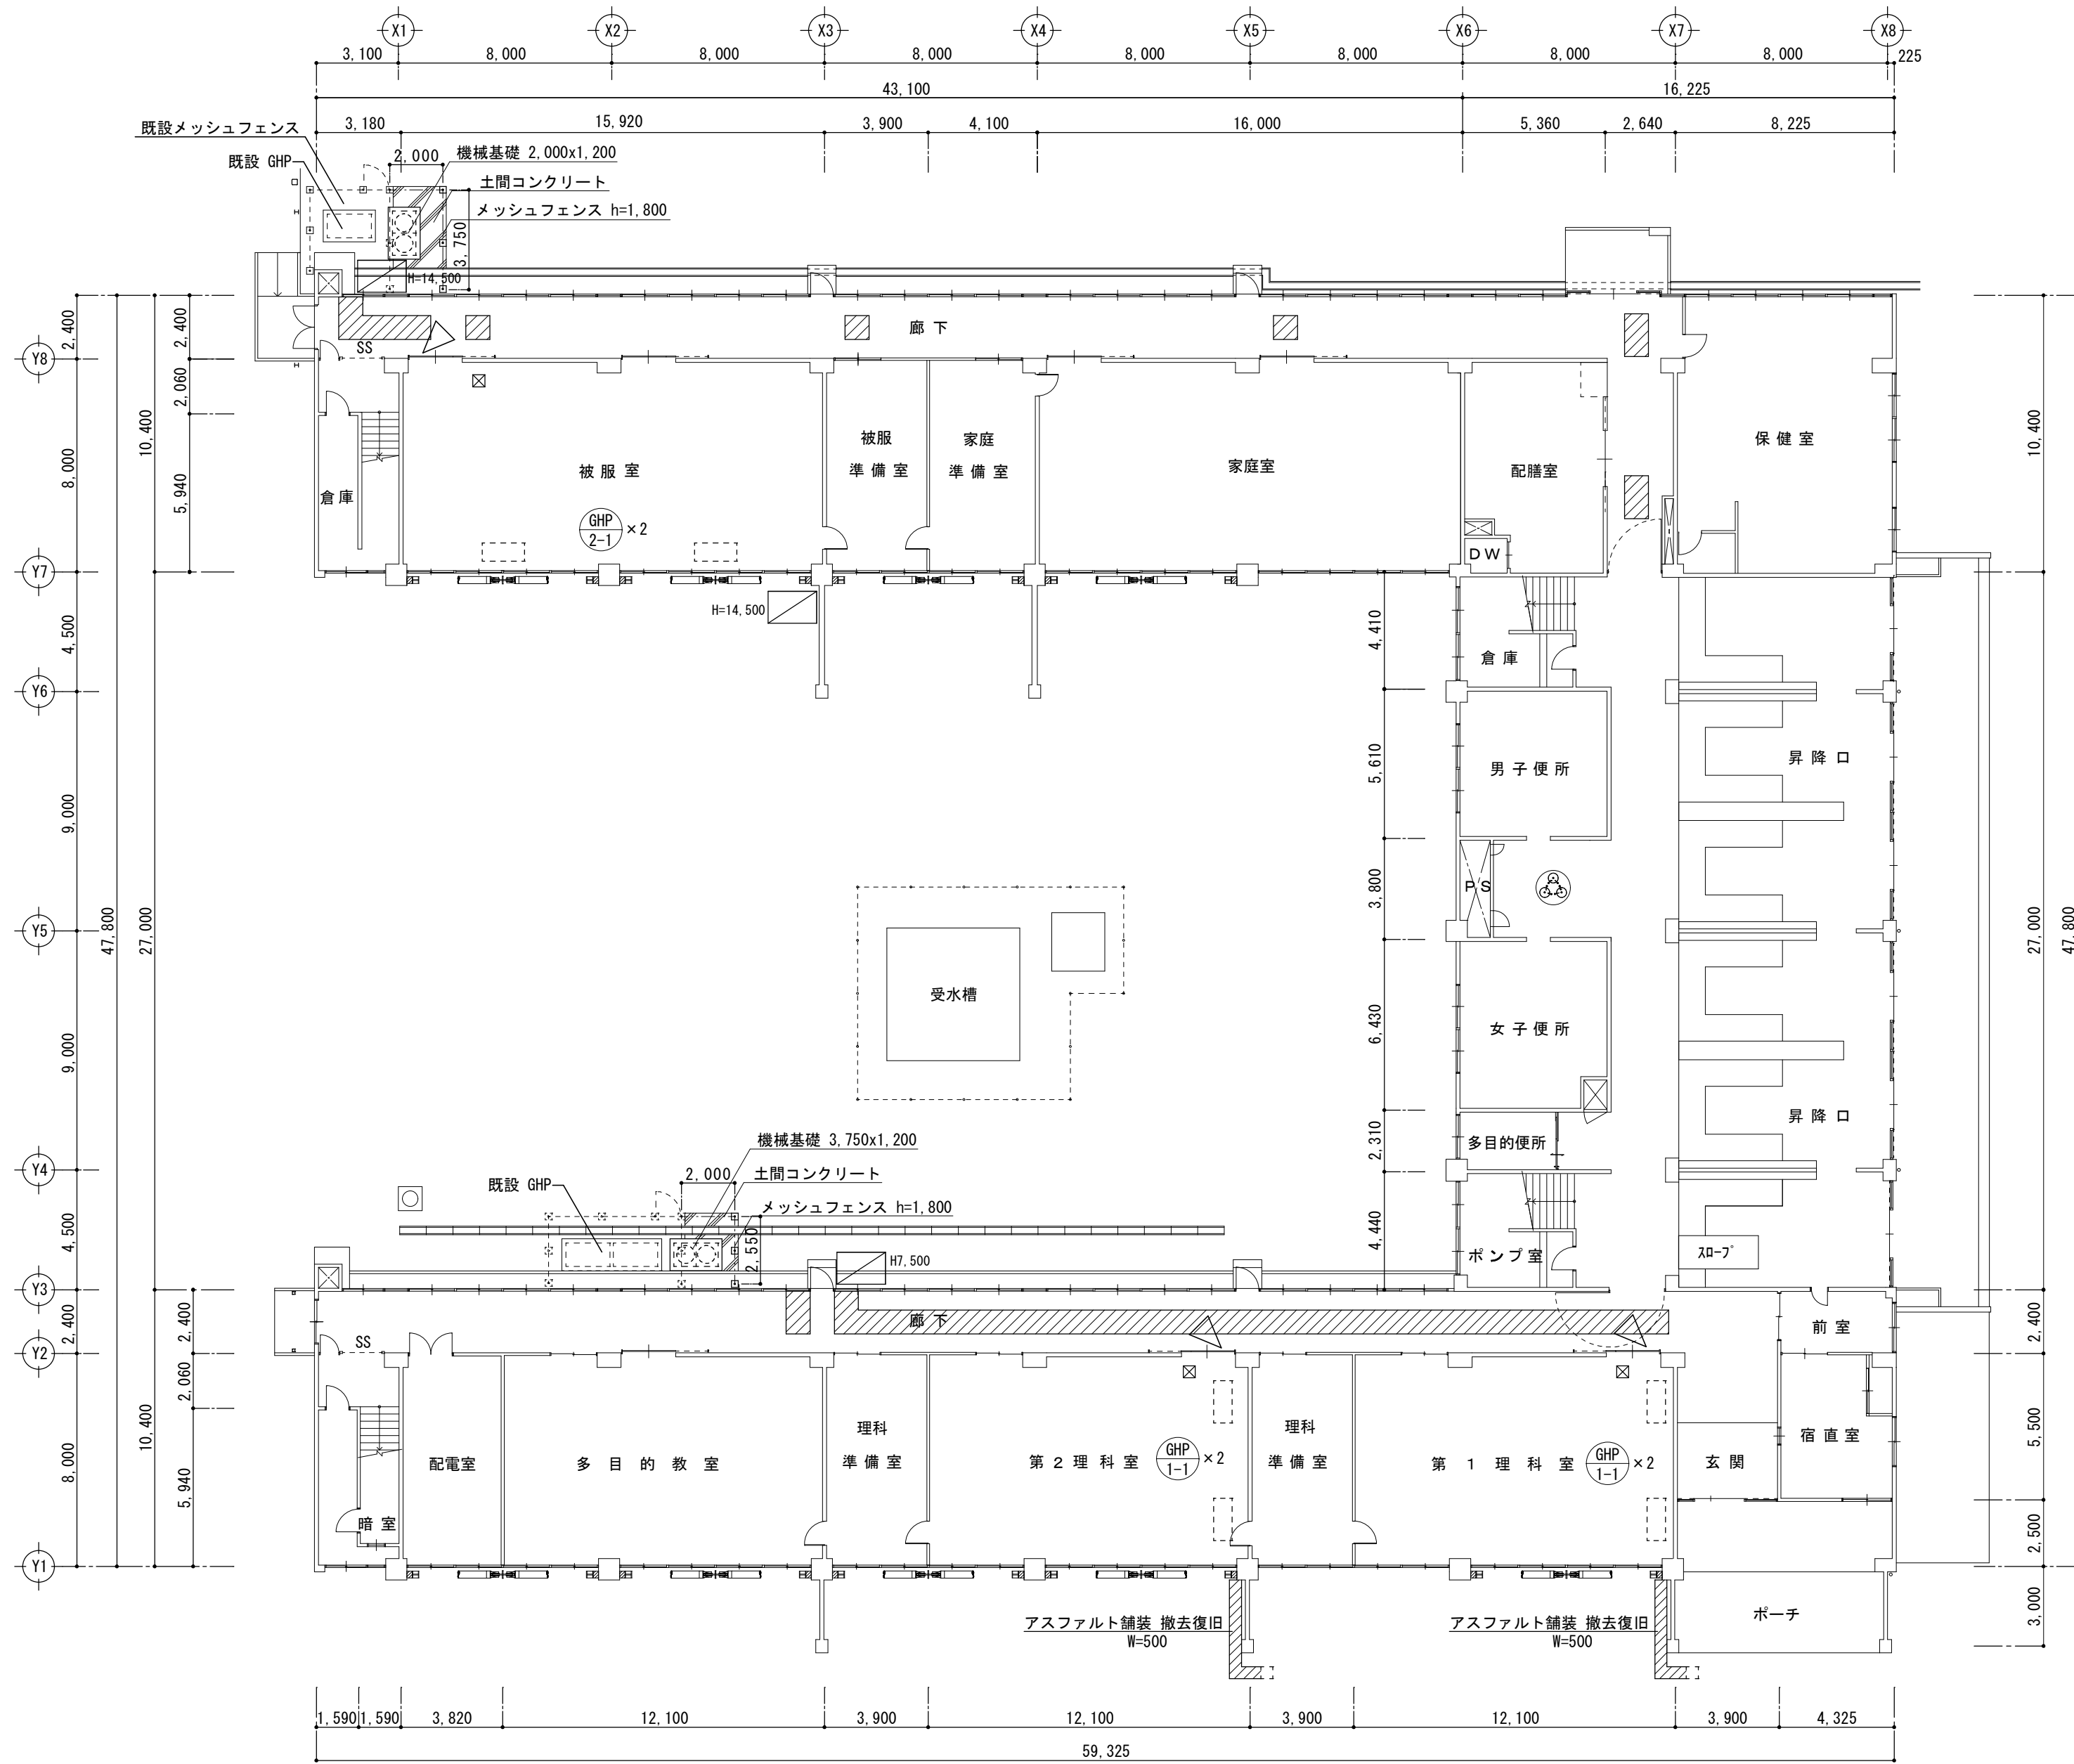 X1 X2 X3 X4 X5 X6 X7 X8
3,100 8,000 8,000 8,000 8,000 8,000 8,000 8,000 225
43,100 16,225
3,180 15,920 3,900 4,100 16,000 5,360 2,640 8,225
既設メッシュフェンス
既設 GHP
2,000
機械基礎 2,000x1,200
土間コンクリート
メッシュフェンス h=1,800
3,750
H=14,500
Y8
Y7
Y6
Y5
Y4
Y3
Y2
Y1
2,400
8,000
4,500
9,000
9,000
4,500
2,400
8,000
47,800
10,400
27,000
10,400
2,400
2,060
5,940
2,400
2,060
5,940
廊下
SS
倉庫
被服室
GHP
2-1
×2
被服
準備室
家庭
準備室
家庭室
配膳室
DW
保健室
H=14,500
4,410
5,610
3,800
6,430
2,310
4,440
倉庫
男子便所
PS
女子便所
多目的便所
ポンプ室
昇降口
昇降口
スロープ
受水槽
機械基礎 3,750x1,200
土間コンクリート
メッシュフェンス h=1,800
既設 GHP
2,000
2,550
H7,500
廊下
SS
暗室
配電室
多目的教室
理科
準備室
第2理科室
GHP
1-1
×2
理科
準備室
第1理科室
GHP
1-1
×2
玄関
前室
宿直室
ポーチ
10,400
27,000
47,800
2,400
5,500
2,500
3,000
アスファルト舗装 撤去復旧
W=500
アスファルト舗装 撤去復旧
W=500
1,590 1,590 3,820 12,100 3,900 12,100 3,900 12,100 3,900 4,325
59,325